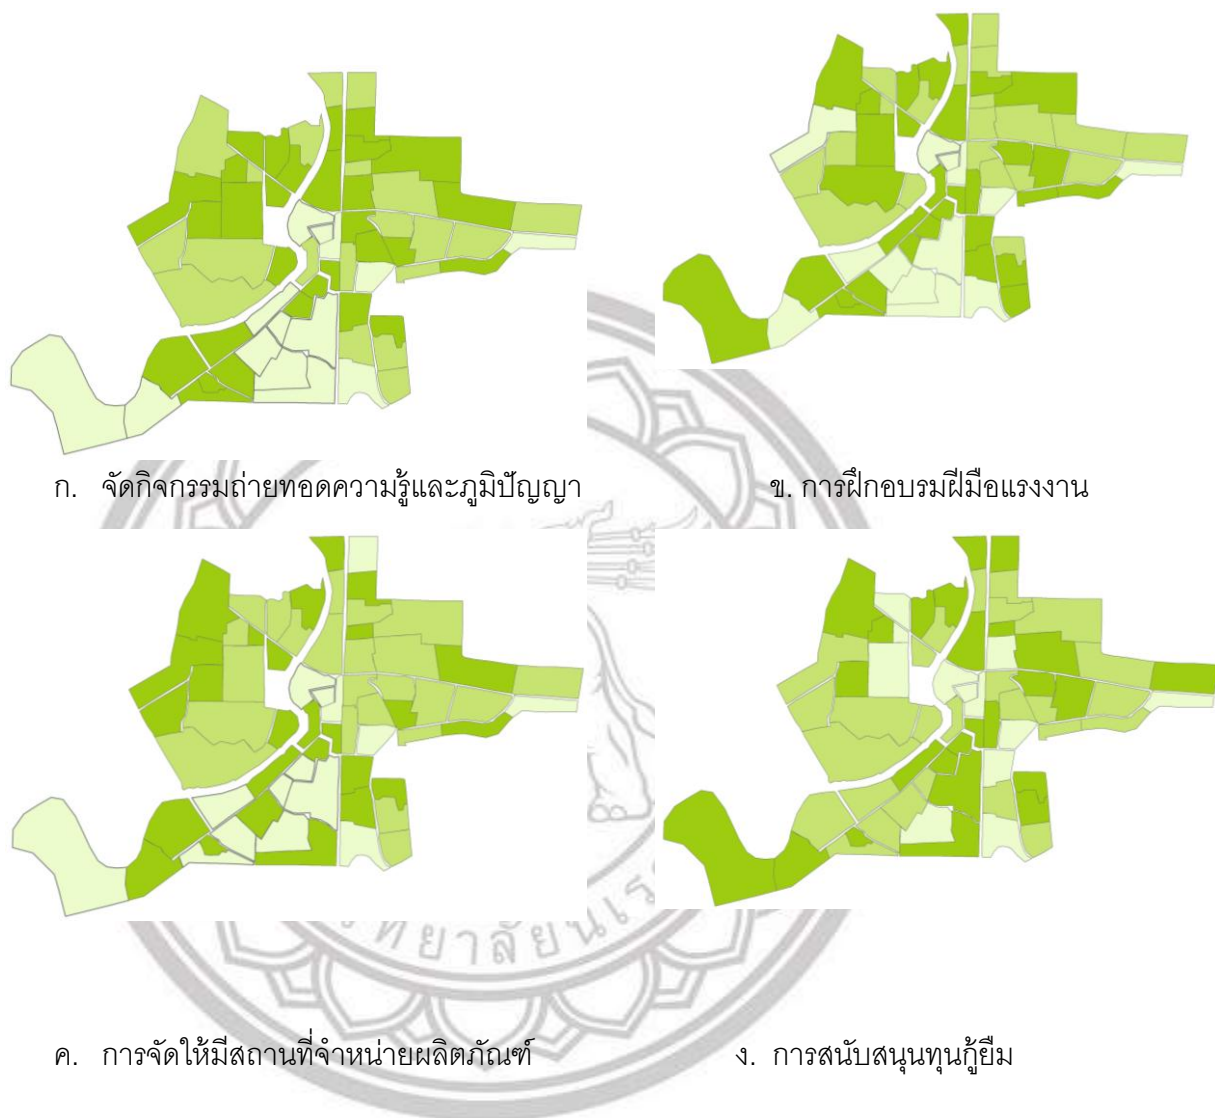 ก. จัดกิจกรรมถ่ายทอดความรู้และภูมิปัญญา
ข. การฝึกอบรมฝีมือแรงงาน
ค. การจัดให้มีสถานที่จำหน่ายผลิตภัณฑ์
ง. การสนับสนุนทุนกู้ยืม